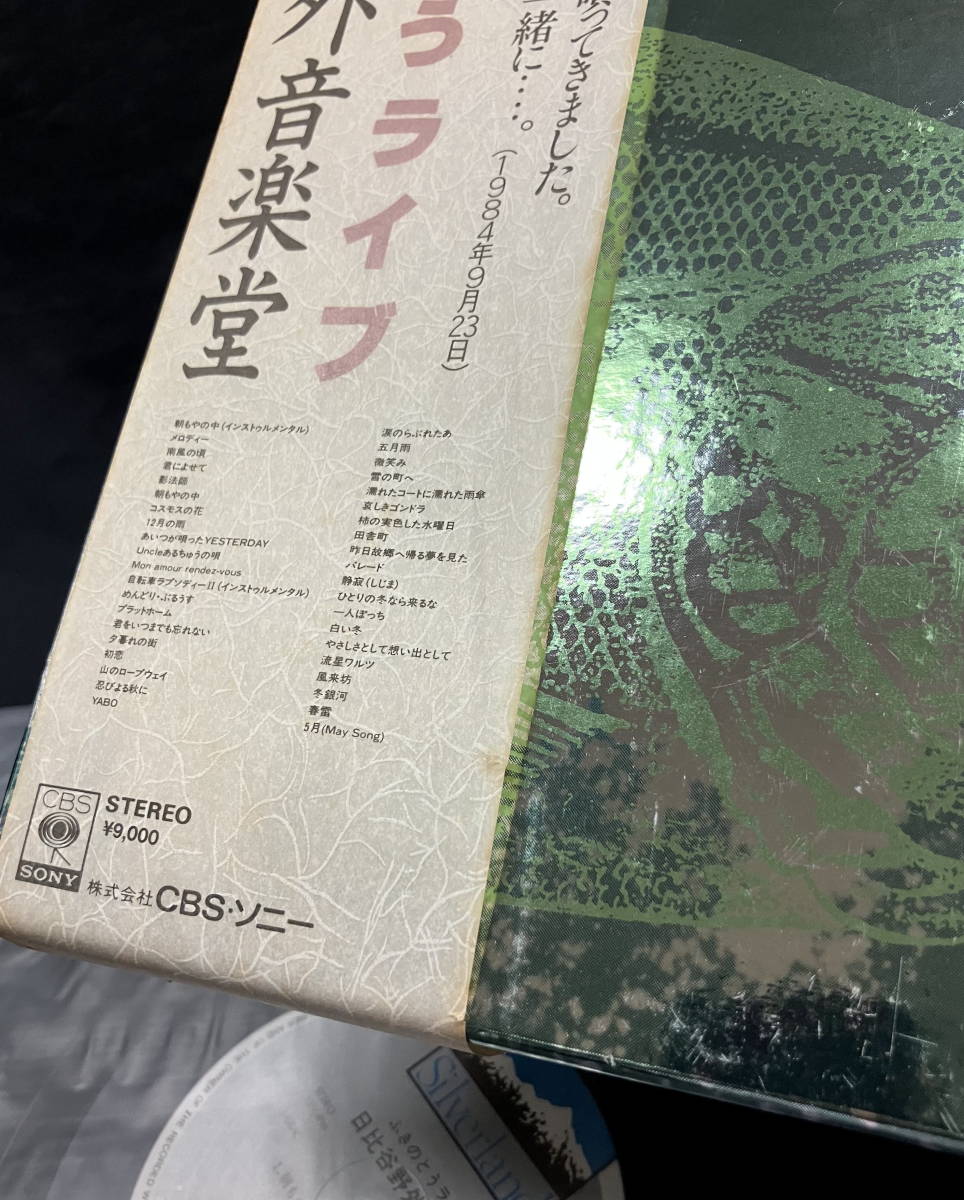 唄ってきました。
一緒に‥‥。
(1984年9月23日)
うライブ
外音楽堂
朝もやの中(インストゥルメンタル)
メロディー
南風の頃
君によせて
影法師
朝もやの中
コスモスの花
12月の雨
あいつが唄ったYESTERDAY
Uncleあるちゅうの唄
Mon amour rendez-vous
自転車ラプソディーII(インストゥルメンタル)
めんどり・ぶるうす
プラットホーム
君をいつまでも忘れない
夕暮れの街
初恋
山のロープウェイ
忍びよる秋に
YABO
涙のらぶれたあ
五月雨
微笑み
雪の町へ
濡れたコートに濡れた雨傘
哀しきゴンドラ
柿の実色した水曜日
田舎町
昨日故郷へ帰る夢を見た
パレード
静寂(しじま)
ひとりの冬なら来るな
一人ぼっち
白い冬
やさしさとして想い出として
流星ワルツ
風来坊
冬銀河
春雷
5月(May Song)
CBS
SONY
STEREO
¥9,000
株式会社CBS・ソニー
Silverland
ふきのとうラ
日比谷野外